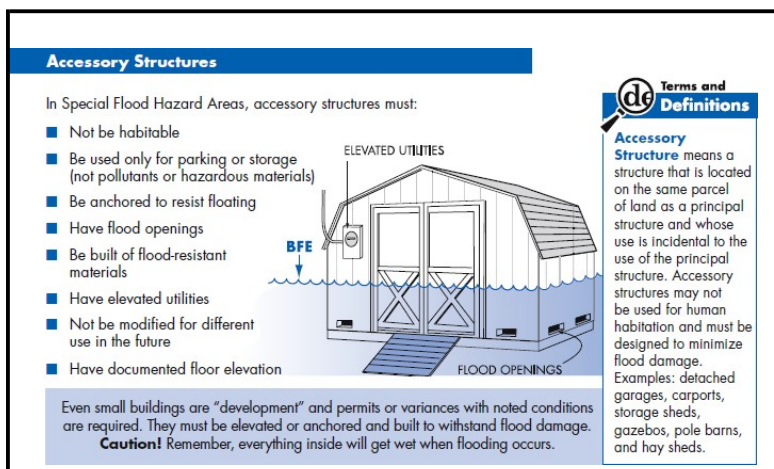 Accessory Structures
In Special Flood Hazard Areas, accessory structures must:
Not be habitable
Be used only for parking or storage
(not pollutants or hazardous materials)
Be anchored to resist floating
Have flood openings
Be built of flood-resistant
materials
Have elevated utilities
Not be modified for different
use in the future
Have documented floor elevation
ELEVATED UTILITIES
BFE
FLOOD OPENINGS
Even small buildings are “development” and permits or variances with noted conditions
are required. They must be elevated or anchored and built to withstand flood damage.
Caution! Remember, everything inside will get wet when flooding occurs.
de
Terms and
Definitions
Accessory
Structure means a
structure that is located
on the same parcel
of land as a principal
structure and whose
use is incidental to the
use of the principal
structure. Accessory
structures may not
be used for human
habitation and must be
designed to minimize
flood damage.
Examples: detached
garages, carports,
storage sheds,
gazebos, pole barns,
and hay sheds.